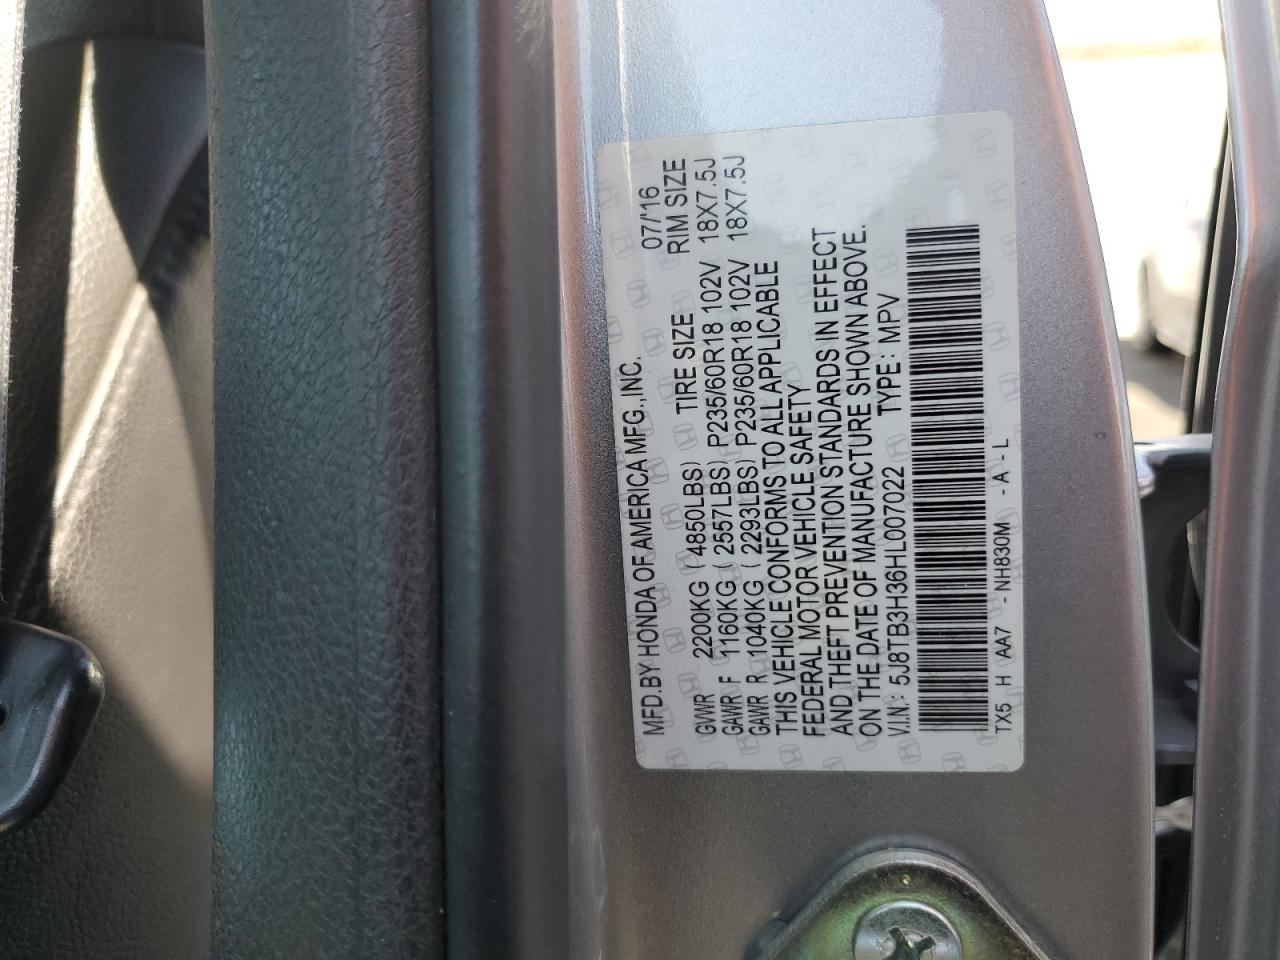 MFD.BY HONDA OF AMERICA MFG.,INC. 07/16
TIRE SIZE RIM SIZE
GVWR 2200KG ( 4850LBS)
GAWR F 1160KG ( 2557LBS) P235/60R18 102V 18X7.5J
GAWR R 1040KG ( 2293LBS) P235/60R18 102V 18X7.5J
THIS VEHICLE CONFORMS TO ALL APPLICABLE
FEDERAL MOTOR VEHICLE SAFETY
AND THEFT PREVENTION STANDARDS IN EFFECT
ON THE DATE OF MANUFACTURE SHOWN ABOVE.
V.I.N.: 5J8TB3H36HL007022 TYPE : MPV
TX5 H AA7 - NH830M - A - L